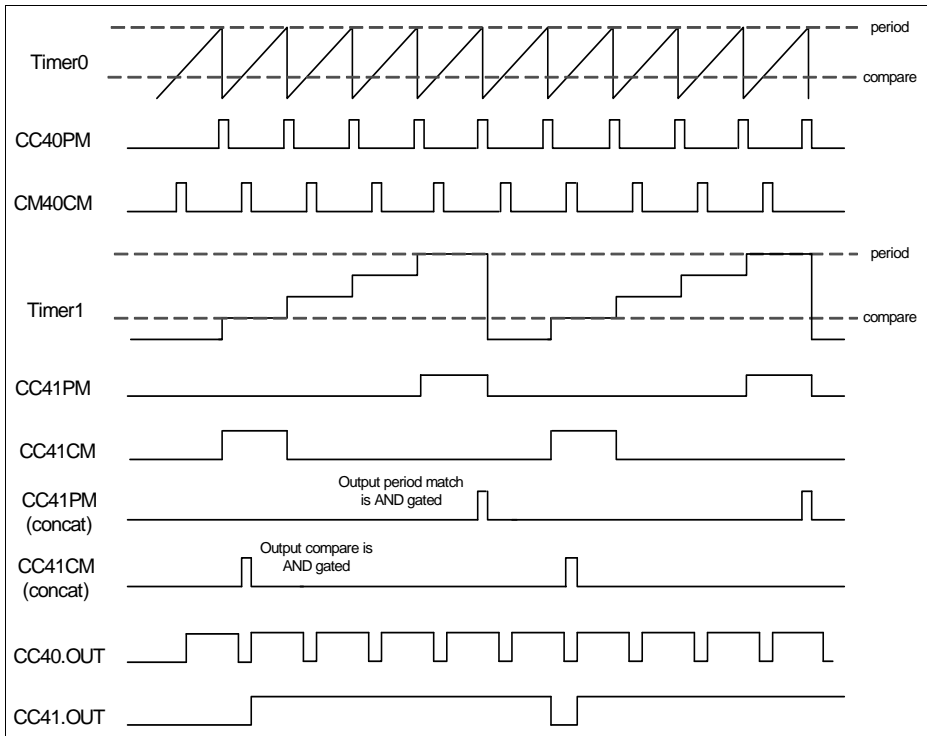 period
Timer0
compare
CC40PM
CM40CM
period
Timer1
compare
CC41PM
CC41CM
Output period match
is AND gated
CC41PM
(concat)
Output compare is
AND gated
CC41CM
(concat)
CC40.OUT
CC41.OUT